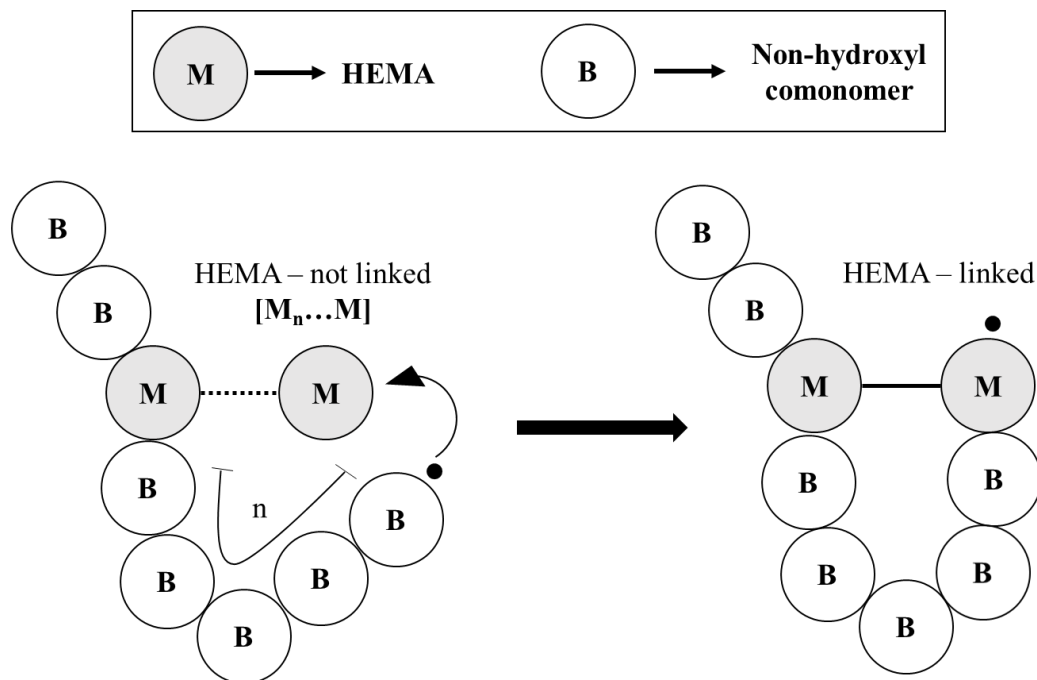 M → HEMA
B → Non-hydroxyl
comonomer
B
B
HEMA – not linked
[Mₙ…M]
M
M
B
B
B
B
B
n
B
B
HEMA – linked
M
M
B
B
B
B
B